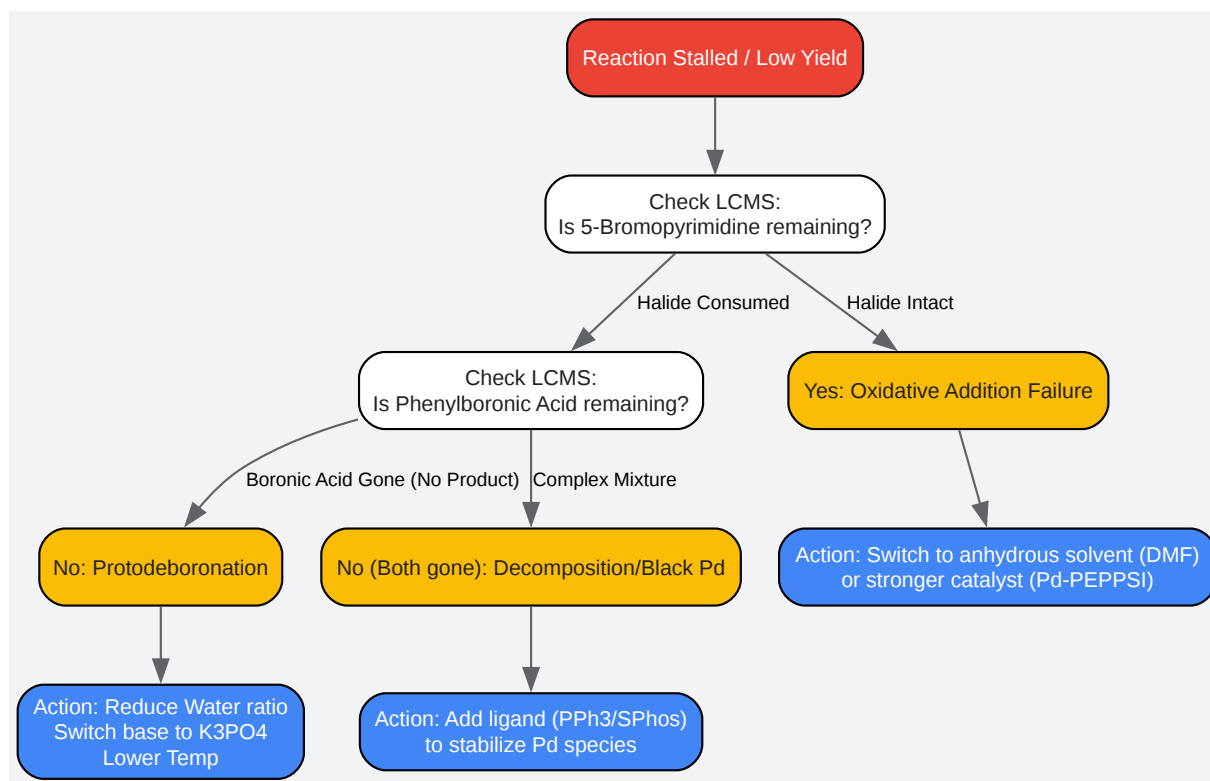 Reaction Stalled / Low Yield
Check LCMS:
Is 5-Bromopyrimidine remaining?
Halide Consumed
Halide Intact
Check LCMS:
Is Phenylboronic Acid remaining?
Yes: Oxidative Addition Failure
Boronic Acid Gone (No Product)
Complex Mixture
No: Protodeboronation
No (Both gone): Decomposition/Black Pd
Action: Switch to anhydrous solvent (DMF)
or stronger catalyst (Pd-PEPPSI)
Action: Reduce Water ratio
Switch base to K3PO4
Lower Temp
Action: Add ligand (PPh3/SPhos)
to stabilize Pd species